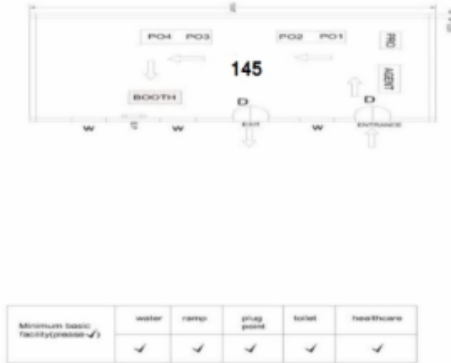 PO4 PO3 PO2 PO1
PRO
145
AGENT
BOOTH
D D
W W EXIT W ENTRANCE
Minimum basic facility(please-✓) water ramp plug point toilet healthcare
✓ ✓ ✓ ✓ ✓